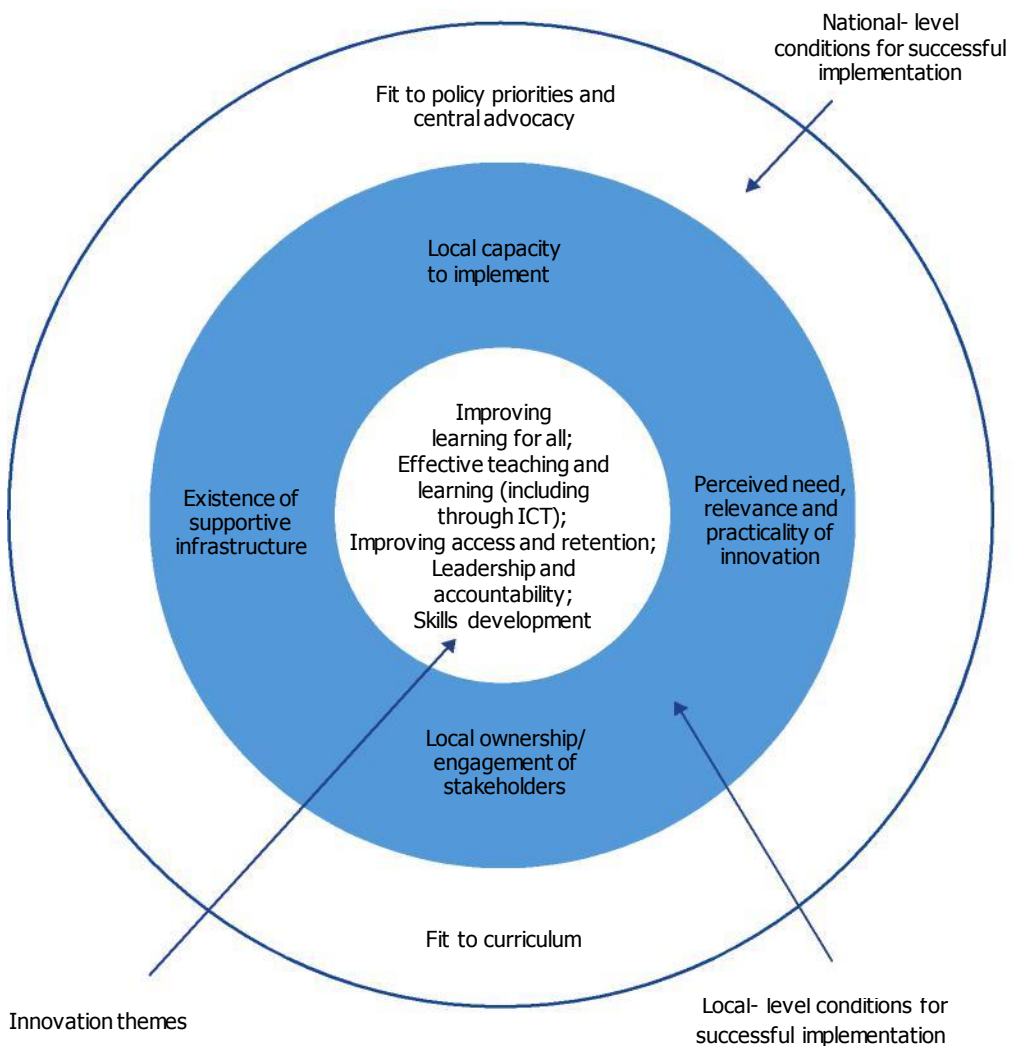 National- level
conditions for successful
implementation
Fit to policy priorities and
central advocacy
Local capacity
to implement
Improving
learning for all;
Effective teaching and
learning (including
through ICT);
Improving access and retention;
Leadership and
accountability;
Skills development
Existence of
supportive
infrastructure
Perceived need,
relevance and
practicality of
innovation
Local ownership/
engagement of
stakeholders
Fit to curriculum
Innovation themes
Local- level conditions for
successful implementation